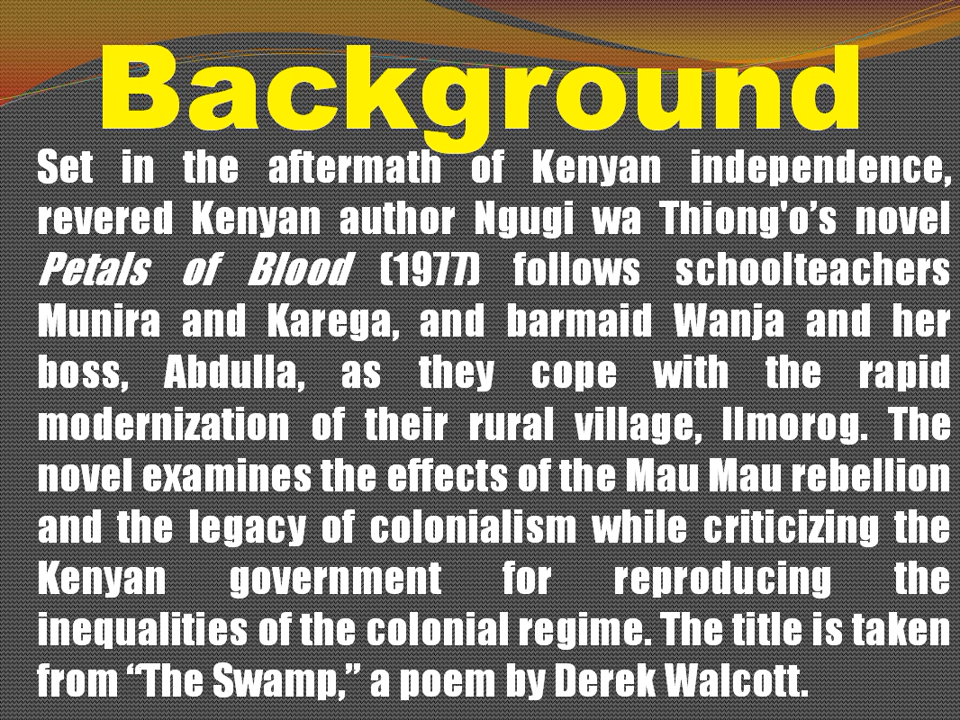 Background
Set in the aftermath of Kenyan independence,
revered Kenyan author Ngugi wa Thiong'o’s novel
Petals of Blood (1977) follows schoolteachers
Munira and Karega, and barmaid Wanja and her
boss, Abdulla, as they cope with the rapid
modernization of their rural village, Ilmorog. The
novel examines the effects of the Mau Mau rebellion
and the legacy of colonialism while criticizing the
Kenyan government for reproducing the
inequalities of the colonial regime. The title is taken
from “The Swamp,” a poem by Derek Walcott.